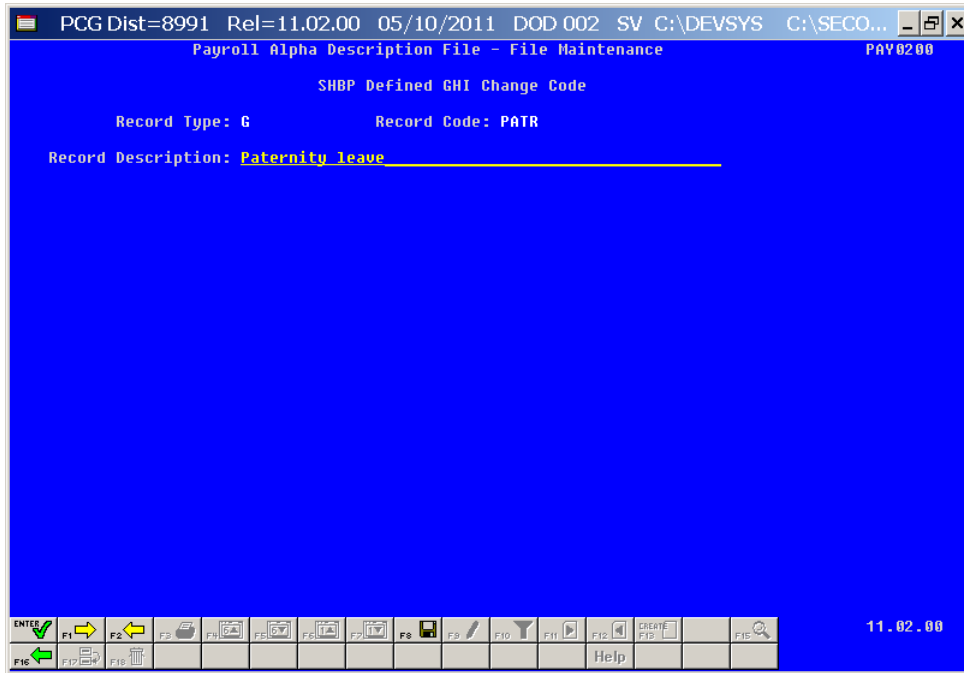 PCG Dist=8991 Rel=11.02.00 05/10/2011 DOD 002 SV C:\DEVSYS C:\SECO...
Payroll Alpha Description File - File Maintenance PAY0200
SHBP Defined GHI Change Code
Record Type: G Record Code: PATR
Record Description: Paternity leave
ENTER F1 F2 F3 F4 F5 F6 F7 F8 F9 F10 F11 F12 CREATE F13 F15 11.02.00
F16 F17 F18 Help